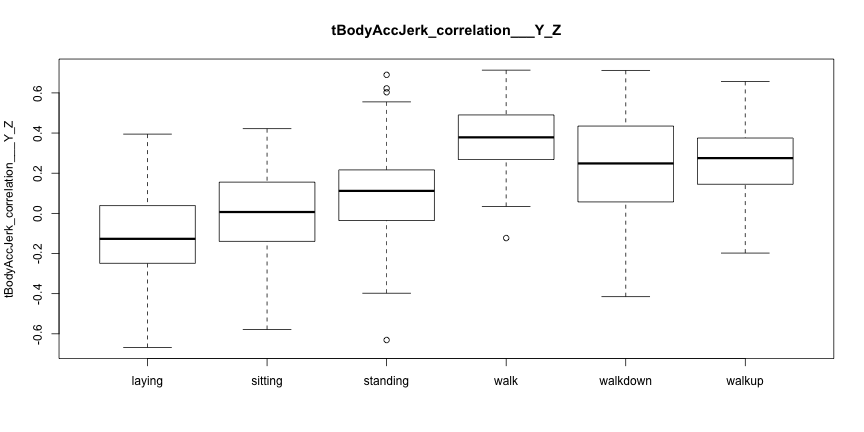 tBodyAccJerk_correlation___Y_Z
tBodyAccJerk_correlation___Y_Z
0.6
0.4
0.2
0.0
-0.2
-0.4
-0.6
laying sitting standing walk walkdown walkup